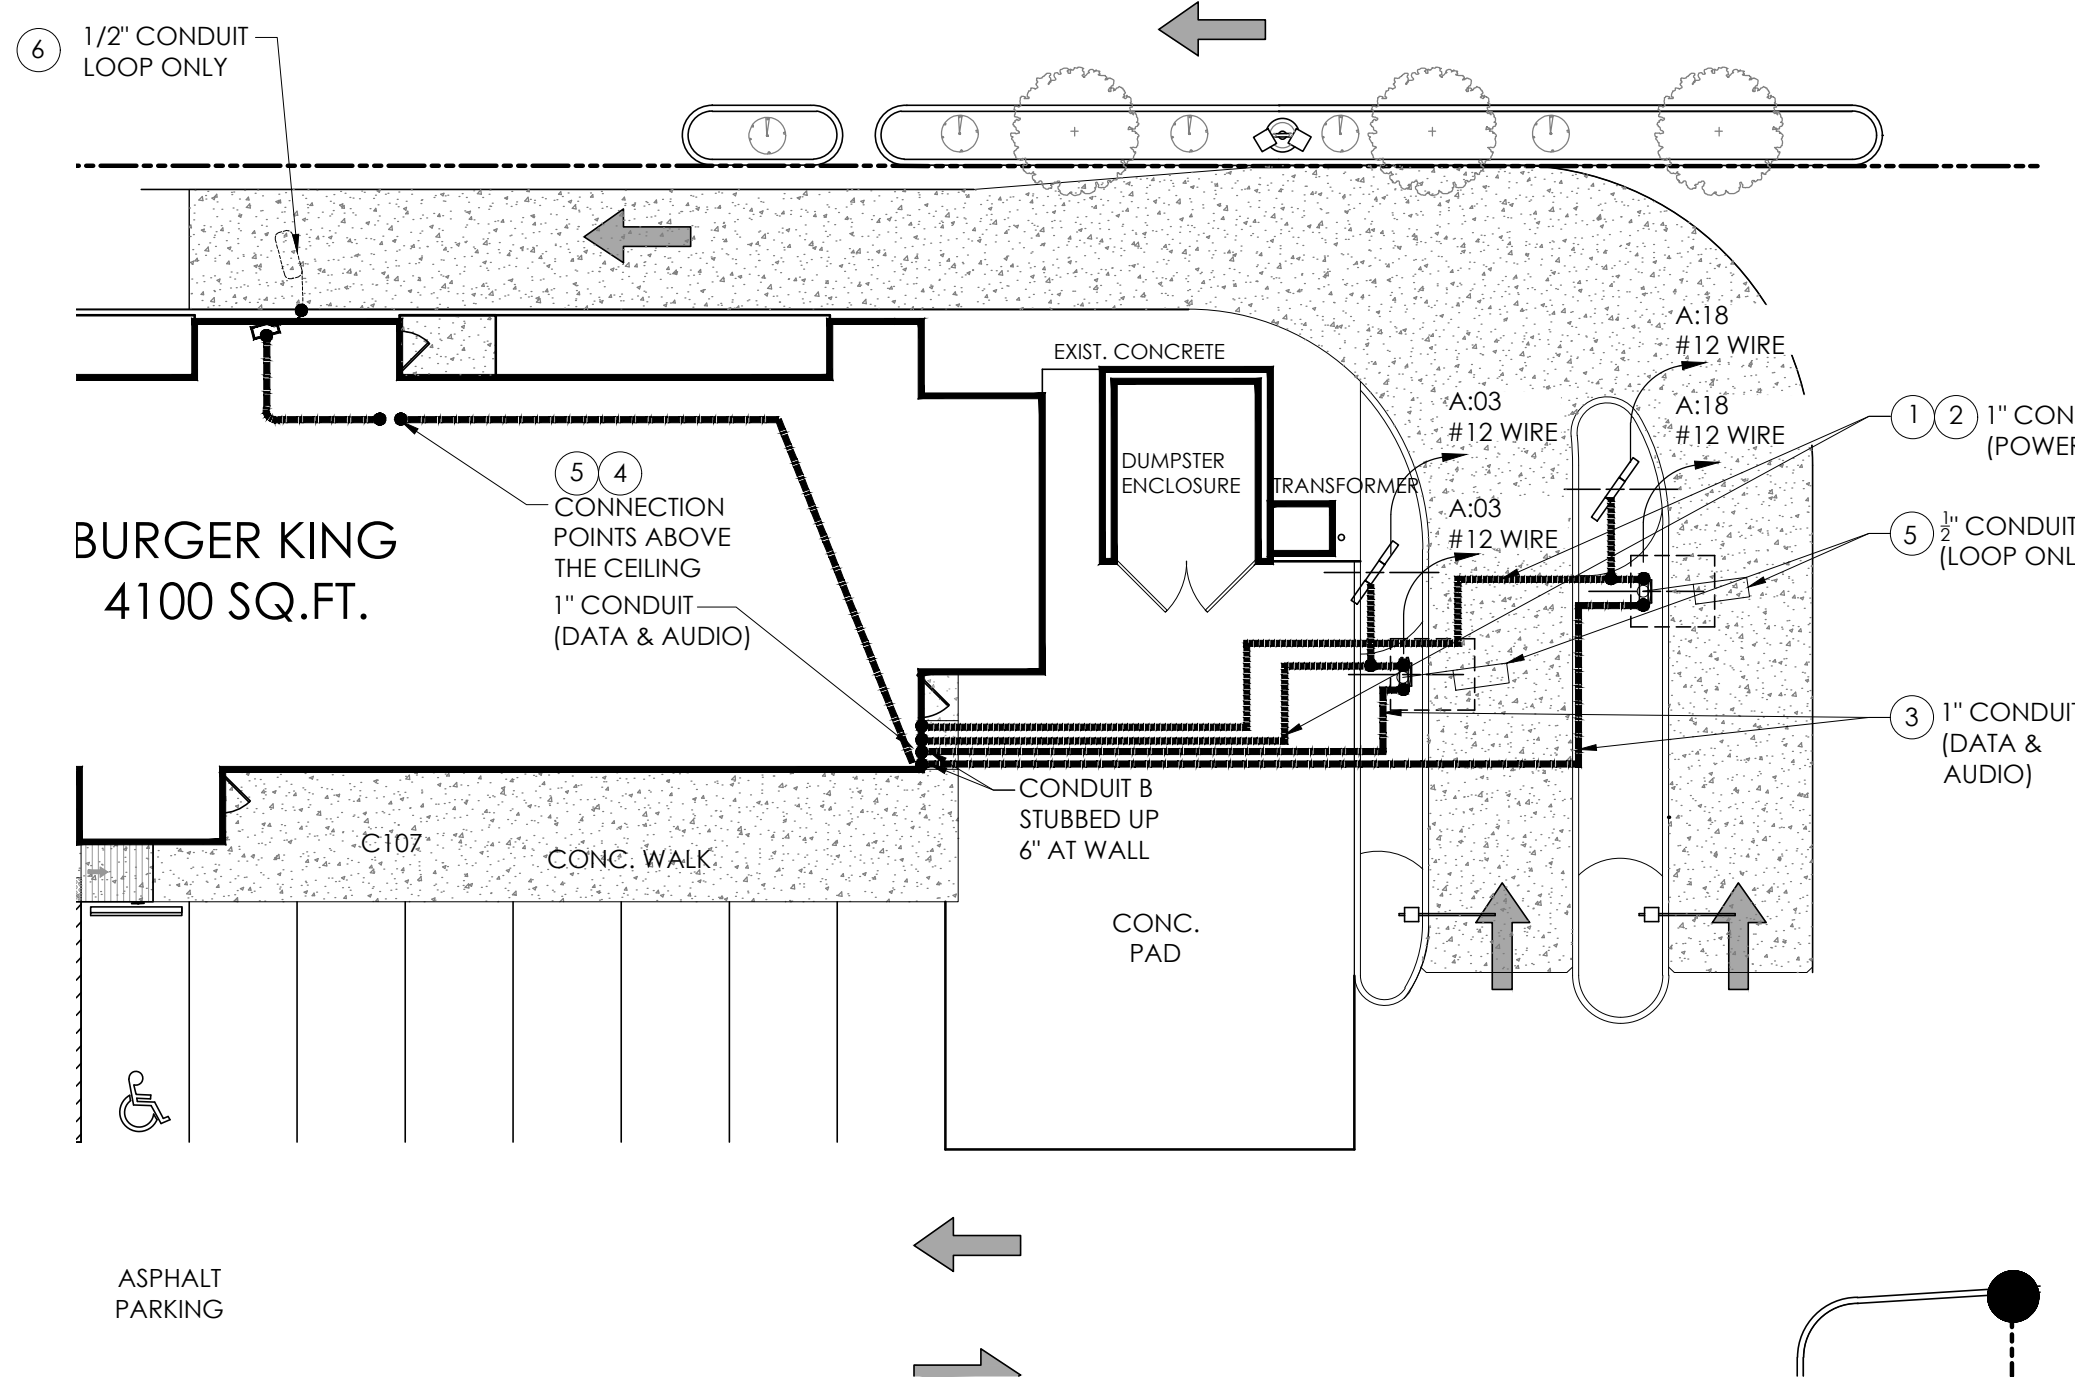 6
1/2" CONDUIT
LOOP ONLY
A:18
#12 WIRE
EXIST. CONCRETE
A:03
#12 WIRE
A:18
#12 WIRE
1 2
1" CON
(POWER
5 4
CONNECTION
POINTS ABOVE
THE CEILING
DUMPSTER
ENCLOSURE
TRANSFORMER
A:03
#12 WIRE
5
1/2" CONDUIT
(LOOP ONL
BURGER KING
4100 SQ.FT.
1" CONDUIT
(DATA & AUDIO)
3
1" CONDUIT
(DATA &
AUDIO)
CONDUIT B
STUBBED UP
6" AT WALL
C107
CONC. WALK
CONC.
PAD
ASPHALT
PARKING